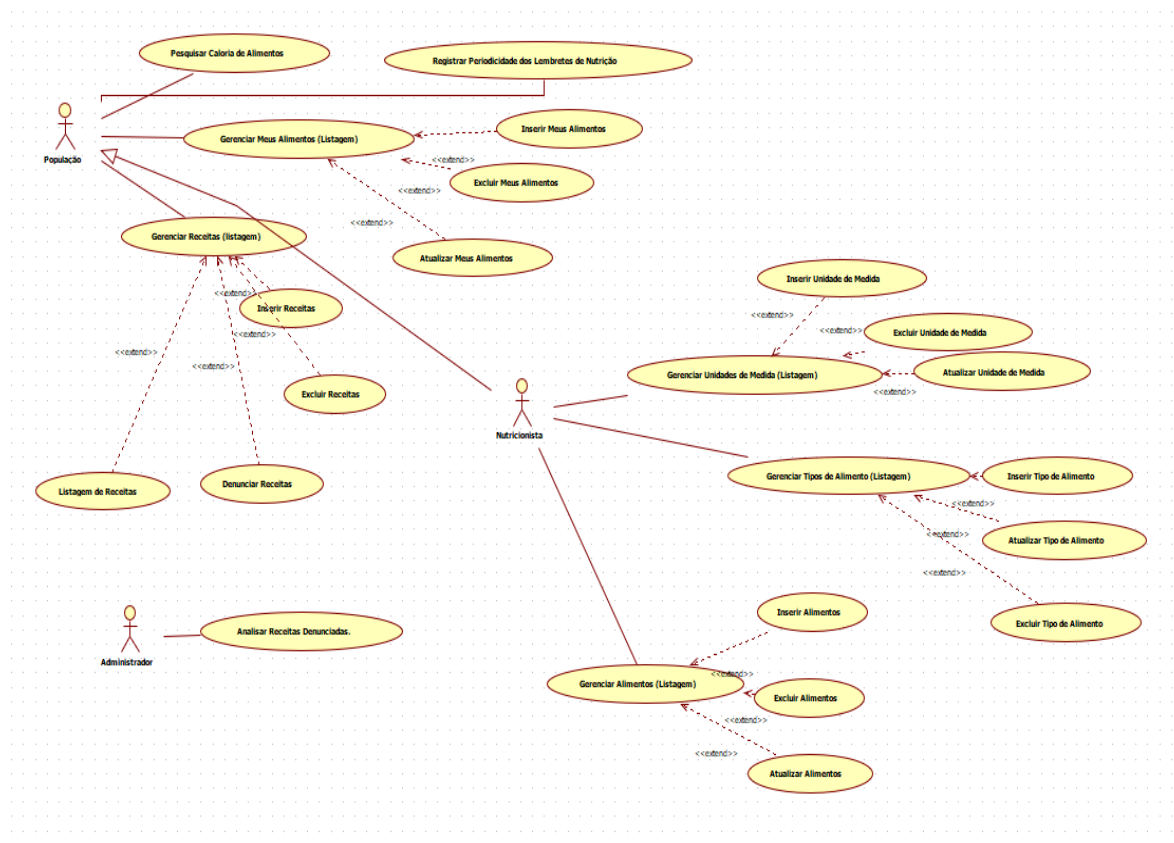 Pesquisar Caloria de Alimentos
Registrar Periodicidade dos Lembretes de Nutrição
População
Gerenciar Meus Alimentos (Listagem)
Inserir Meus Alimentos
<<extend>>
Excluir Meus Alimentos
<<extend>>
<<extend>>
Atualizar Meus Alimentos
Gerenciar Receitas (listagem)
<<extend>>
Inserir Receitas
<<extend>>
<<extend>>
<<extend>>
Excluir Receitas
Listagem de Receitas
Denunciar Receitas
Nutricionista
Inserir Unidade de Medida
<<extend>>
<<extend>>
Excluir Unidade de Medida
Gerenciar Unidades de Medida (Listagem)
Atualizar Unidade de Medida
<<extend>>
Gerenciar Tipos de Alimento (Listagem)
Inserir Tipo de Alimento
<<extend>>
<<extend>>
Atualizar Tipo de Alimento
<<extend>>
Excluir Tipo de Alimento
Administrador
Analisar Receitas Denunciadas.
Inserir Alimentos
<<extend>>
Gerenciar Alimentos (Listagem)
Excluir Alimentos
<<extend>>
<<extend>>
Atualizar Alimentos